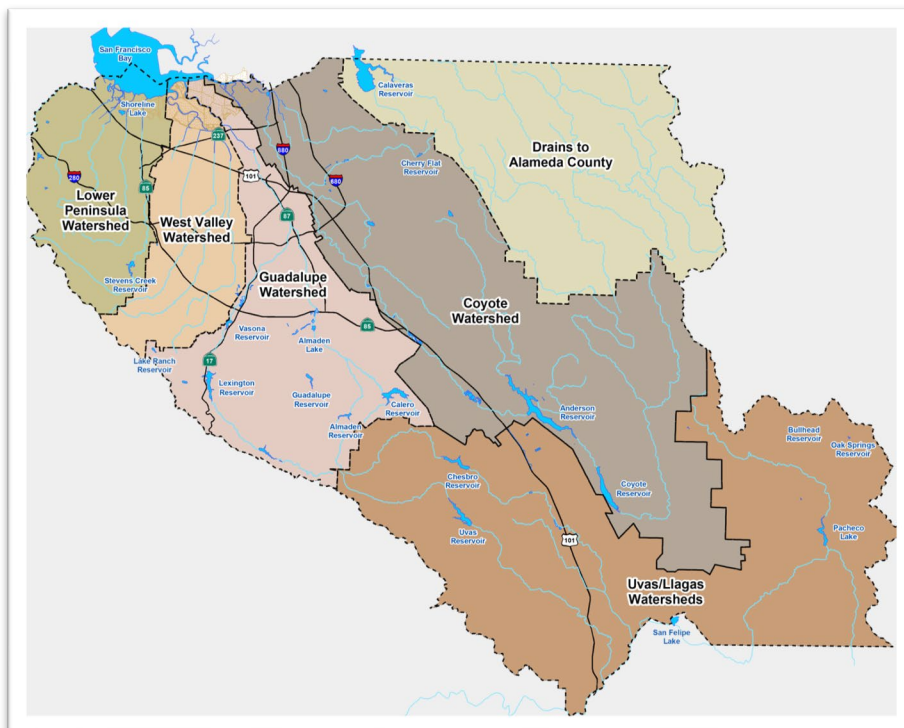 San Francisco
Bay
Shoreline
Lake
Calaveras
Reservoir
Drains to
Alameda County
Cherry Flat
Reservoir
237
880
101
680
280
85
87
Lower
Peninsula
Watershed
West Valley
Watershed
Guadalupe
Watershed
Stevens Creek
Reservoir
Coyote
Watershed
Vasona
Reservoir
Almaden
Lake
85
Lake Ranch
Reservoir
17
Lexington
Reservoir
Guadalupe
Reservoir
Calero
Reservoir
Almaden
Reservoir
Anderson
Reservoir
Bullhead
Reservoir
Oak Springs
Reservoir
Chesbro
Reservoir
Coyote
Reservoir
Uvas
Reservoir
Pacheco
Lake
101
Uvas/Llagas
Watersheds
San Felipe
Lake